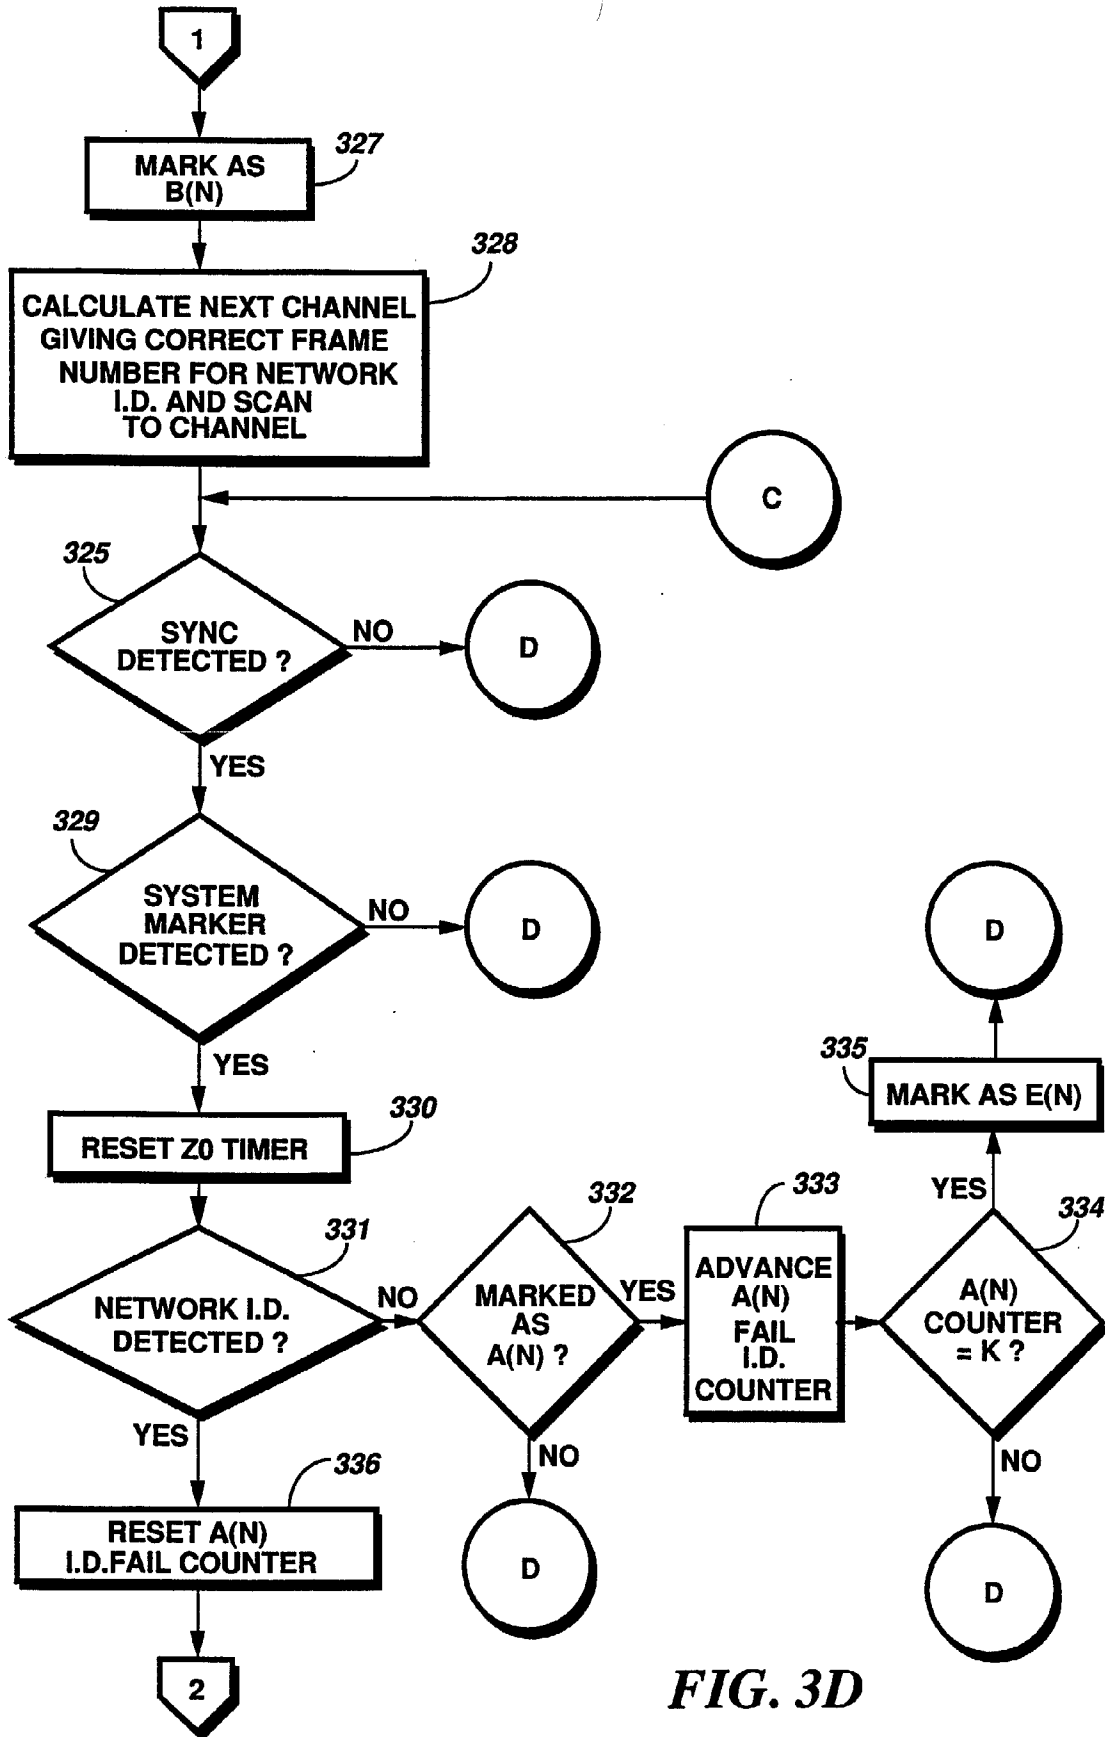 1
327
MARK AS
B(N)
328
CALCULATE NEXT CHANNEL
GIVING CORRECT FRAME
NUMBER FOR NETWORK
I.D. AND SCAN
TO CHANNEL
C
325
SYNC
DETECTED ?
NO
D
YES
329
SYSTEM
MARKER
DETECTED ?
NO
D
D
YES
335
MARK AS E(N)
330
RESET Z0 TIMER
YES
331
NETWORK I.D.
DETECTED ?
NO
332
MARKED
AS
A(N) ?
YES
333
ADVANCE
A(N)
FAIL
I.D.
COUNTER
334
A(N)
COUNTER
= K ?
YES
NO
NO
336
RESET A(N)
I.D.FAIL COUNTER
D
D
2
FIG. 3D